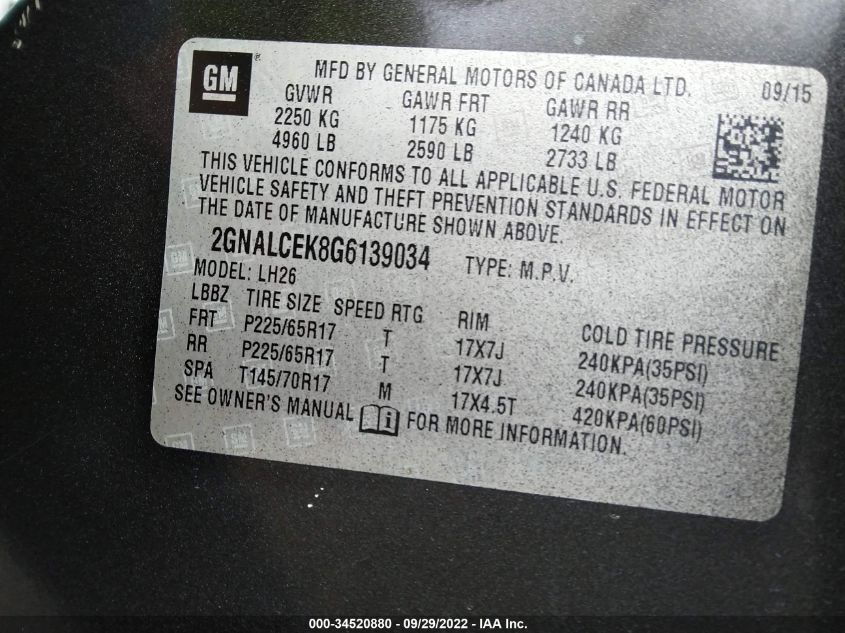 GM ®
MFD BY GENERAL MOTORS OF CANADA LTD. 09/15
GVWR GAWR FRT GAWR RR
2250 KG 1175 KG 1240 KG
4960 LB 2590 LB 2733 LB
THIS VEHICLE CONFORMS TO ALL APPLICABLE U.S. FEDERAL MOTOR
VEHICLE SAFETY AND THEFT PREVENTION STANDARDS IN EFFECT ON
THE DATE OF MANUFACTURE SHOWN ABOVE.
2GNALCEK8G6139034 TYPE: M.P.V.
MODEL: LH26
LBBZ TIRE SIZE SPEED RTG RIM COLD TIRE PRESSURE
FRT P225/65R17 T 17X7J 240KPA(35PSI)
RR P225/65R17 T 17X7J 240KPA(35PSI)
SPA T145/70R17 M 17X4.5T 420KPA(60PSI)
SEE OWNER'S MANUAL i FOR MORE INFORMATION.
000-34520880 - 09/29/2022 - IAA Inc.